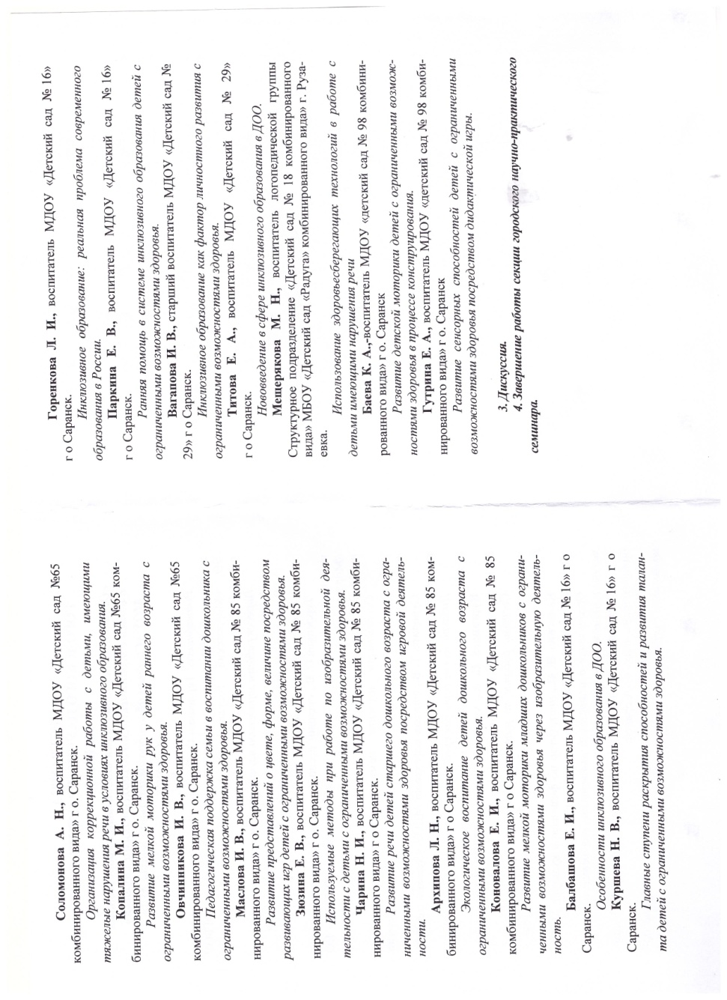 Соломонова А. Н., воспитатель МДОУ «Детский сад №65
комбинированного вида» г о. Саранск.
Организация коррекционной работы с детьми, имеющими
тяжелые нарушения речи в условиях инклюзивного образования.
Копалина М. И., воспитатель МДОУ «Детский сад №65 ком-
бинированного вида» г о. Саранск.
Развитие мелкой моторики рук у детей раннего возраста с
ограниченными возможностями здоровья.
Овчинникова И. В., воспитатель МДОУ «Детский сад №65
комбинированного вида» г о. Саранск.
Педагогическая поддержка семьи в воспитании дошкольника с
ограниченными возможностями здоровья.
Маслова И. В., воспитатель МДОУ «Детский сад № 85 комби-
нированного вида» г о. Саранск.
Развитие представлений о цвете, форме, величине посредством
развивающих игр детей с ограниченными возможностями здоровья.
Зюзина Е. В., воспитатель МДОУ «Детский сад № 85 комби-
нированного вида» г о. Саранск.
Используемые методы при работе по изобразительной дея-
тельности с детьми с ограниченными возможностями здоровья.
Чарина Н. И., воспитатель МДОУ «Детский сад № 85 комби-
нированного вида» г о Саранск.
Развитие речи детей старшего дошкольного возраста с огра-
ниченными возможностями здоровья посредством игровой деятель-
ности.
Архипова Л. Н., воспитатель МДОУ «Детский сад № 85 ком-
бинированного вида» г о Саранск.
Экологическое воспитание детей дошкольного возраста с
ограниченными возможностями здоровья.
Коновалова Е. И., воспитатель МДОУ «Детский сад № 85
комбинированного вида» г о Саранск.
Развитие мелкой моторики младших дошкольников с ограни-
ченными возможностями здоровья через изобразительную деятель-
ность.
Балбашова Е. И., воспитатель МДОУ «Детский сад № 16» г о
Саранск.
Особенности инклюзивного образования в ДОО.
Куршева Н. В., воспитатель МДОУ «Детский сад № 16» г о
Саранск.
Главные ступени раскрытия способностей и развития талан-
та детей с ограниченными возможностями здоровья.
Горенкова Л. И., воспитатель МДОУ «Детский сад № 16»
г о Саранск.
Инклюзивное образование: реальная проблема современного
образования в России.
Паркина Е. В., воспитатель МДОУ «Детский сад № 16»
г о Саранск.
Ранняя помощь в системе инклюзивного образования детей с
ограниченными возможностями здоровья.
Вагапова И. В., старший воспитатель МДОУ «Детский сад №
29» г о Саранск.
Инклюзивное образование как фактор личностного развития с
ограниченными возможностями здоровья.
Титова Е. А., воспитатель МДОУ «Детский сад № 29»
г о Саранск.
Нововведение в сфере инклюзивного образования в ДОО.
Мещерякова М. Н., воспитатель логопедической группы
Структурное подразделение «Детский сад № 18 комбинированного
вида» МБОУ «Детский сад «Радуга» комбинированного вида» г. Руза-
евка.
Использование здоровьесберегающих технологий в работе с
детьми имеющими нарушения речи
Баева К. А.,-воспитатель МДОУ «детский сад № 98 комбини-
рованного вида» г о. Саранск
Развитие детской моторики детей с ограниченными возмож-
ностями здоровья в процессе конструирования.
Гутрина Е. А., воспитатель МДОУ «детский сад № 98 комби-
нированного вида» г о. Саранск
Развитие сенсорных способностей детей с ограниченными
возможностями здоровья посредством дидактической игры.
3. Дискуссия.
4. Завершение работы секции городского научно-практического
семинара.